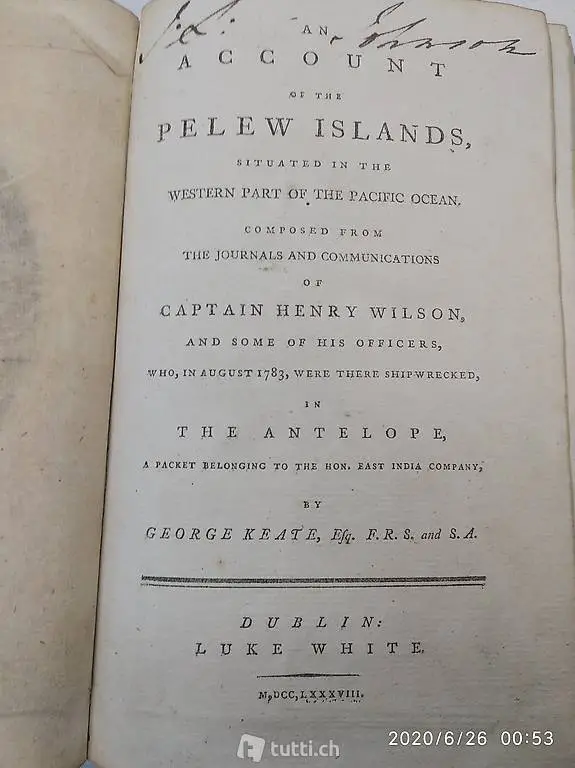 J. L. Johnson
AN
ACCOUNT
OF THE
PELEW ISLANDS,
SITUATED IN THE
WESTERN PART OF THE PACIFIC OCEAN.
COMPOSED FROM
THE JOURNALS AND COMMUNICATIONS
OF
CAPTAIN HENRY WILSON,
AND SOME OF HIS OFFICERS,
WHO, IN AUGUST 1783, WERE THERE SHIPWRECKED,
IN
THE ANTELOPE,
A PACKET BELONGING TO THE HON. EAST INDIA COMPANY,
BY
GEORGE KEATE, Esq. F.R.S. and S.A.
DUBLIN:
LUKE WHITE.
M,DCC,LXXXVIII.
tutti.ch
2020/6/26 00:53